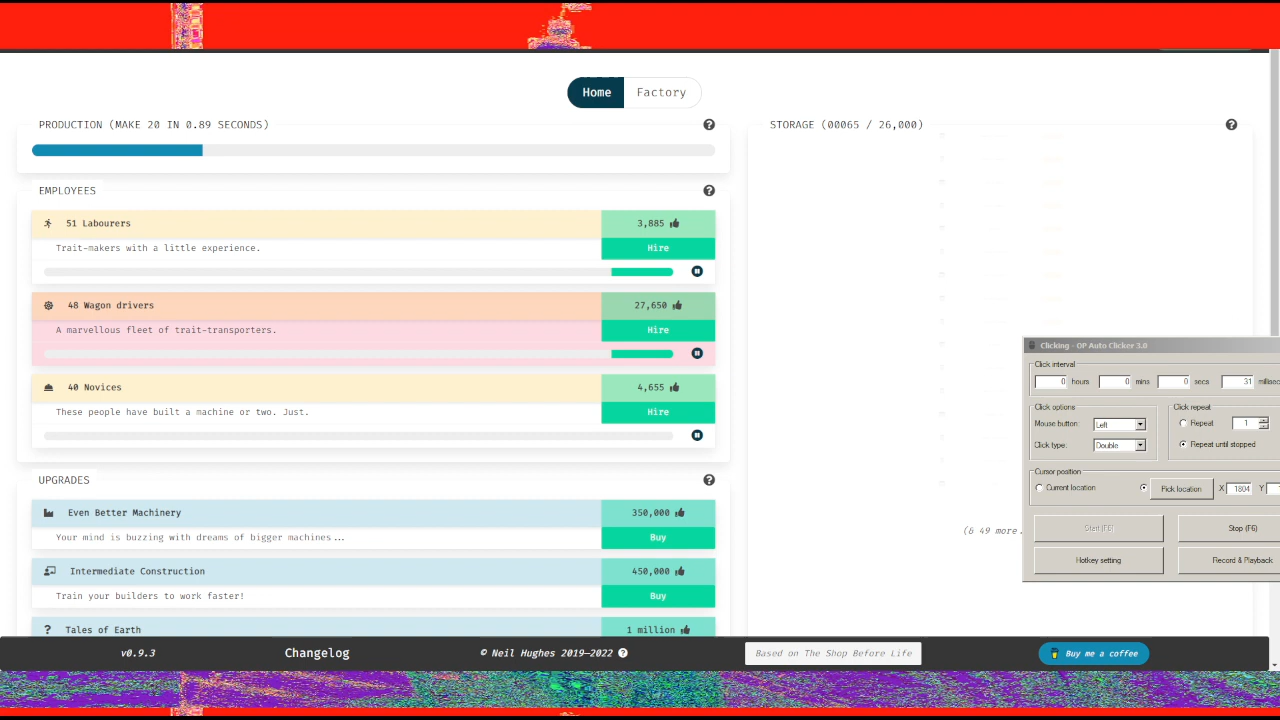 Home Factory
PRODUCTION (MAKE 20 IN 0.89 SECONDS)
EMPLOYEES
51 Labourers 3,885
Trait-makers with a little experience. Hire
48 Wagon drivers 27,650
A marvellous fleet of trait-transporters. Hire
40 Novices 4,655
These people have built a machine or two. Just. Hire
UPGRADES
Even Better Machinery 350,000
Your mind is buzzing with dreams of bigger machines... Buy
Intermediate Construction 450,000
Train your builders to work faster! Buy
Tales of Earth 1 million
STORAGE (00065 / 26,000)
more.
Clicking - OP Auto Clicker 3.0
Click interval
0 hours 0 mins 0 secs 31 millisec
Click options Click repeat
Mouse button: Left Repeat 1
Click type: Double Repeat until stopped
Cursor position
Current location Pick location X 1804 Y
Start (F6) Stop (F6)
Hotkey setting Record & Playback
v0.9.3 Changelog © Neil Hughes 2019–2022 ? Based on The Shop Before Life Buy me a coffee